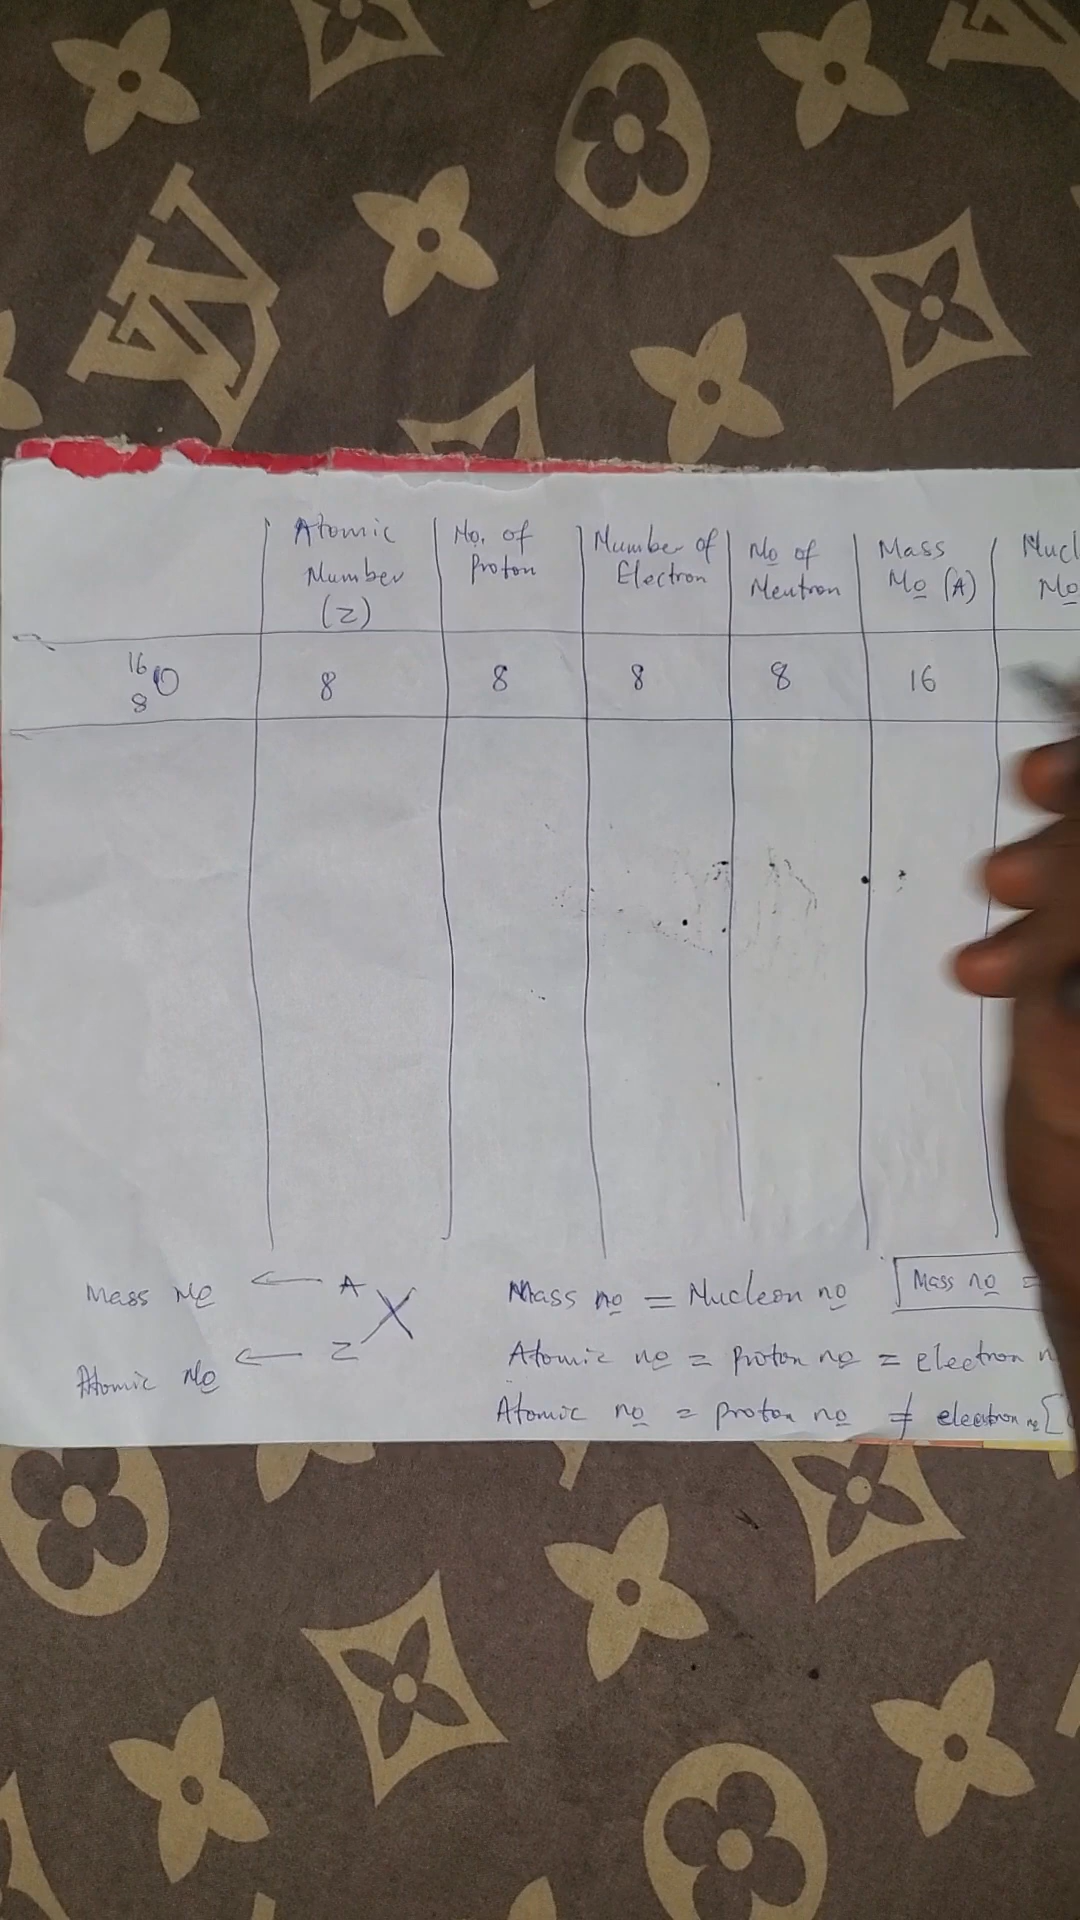 Atomic Number (Z)
No. of Proton
Number of Electron
No of Neutron
Mass No (A)
16
8 O
8
8
8
8
16
Mass No ← A
X
Atomic No ← Z
Mass no = Nucleon no
Mass no =
Atomic no = proton no = electron
Atomic no = proton no ≠ electron no [